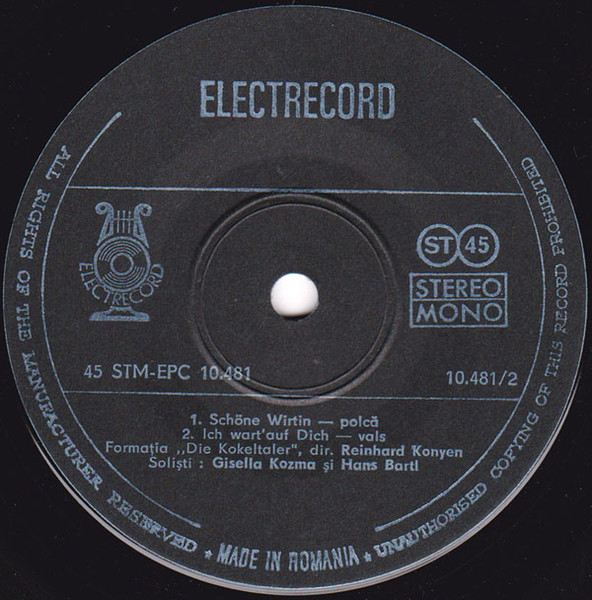 ELECTRECORD
ELECTRECORD
ST 45
STEREO
MONO
45 STM-EPC 10.481
10.481/2
1. Schöne Wirtin — polcă
2. Ich wart'auf Dich — vals
Formația ,,Die Kokeltaler", dir. Reinhard Konyen
Soliști : Gisella Kozma și Hans Bartl
ALL RIGHTS OF THE MANUFACTURER RESERVED ★ MADE IN ROMANIA ★ UNAUTHORISED COPYING OF THIS RECORD PROHIBITED